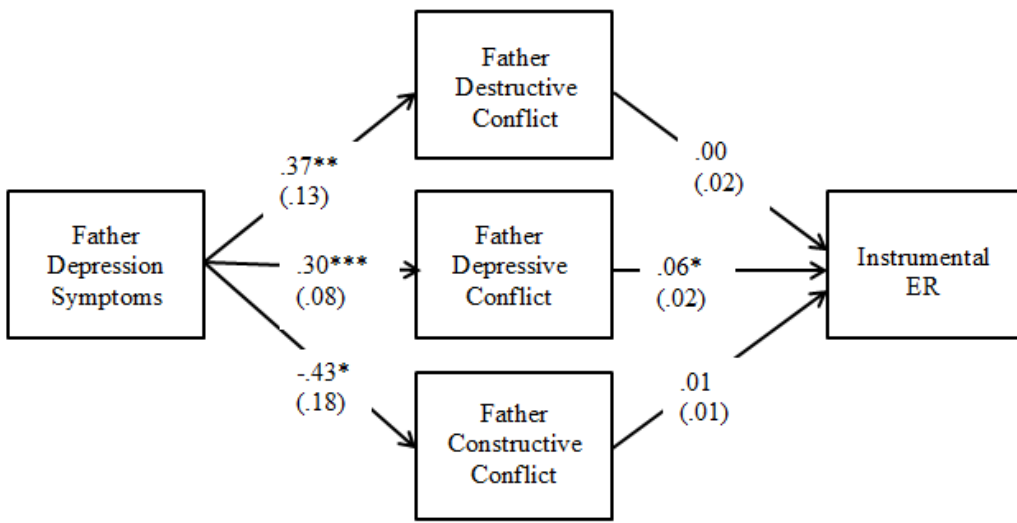 Father
Destructive
Conflict
.37**
(.13)
.00
(.02)
Father
Depression
Symptoms
.30***
(.08)
Father
Depressive
Conflict
.06*
(.02)
Instrumental
ER
-.43*
(.18)
Father
Constructive
Conflict
.01
(.01)